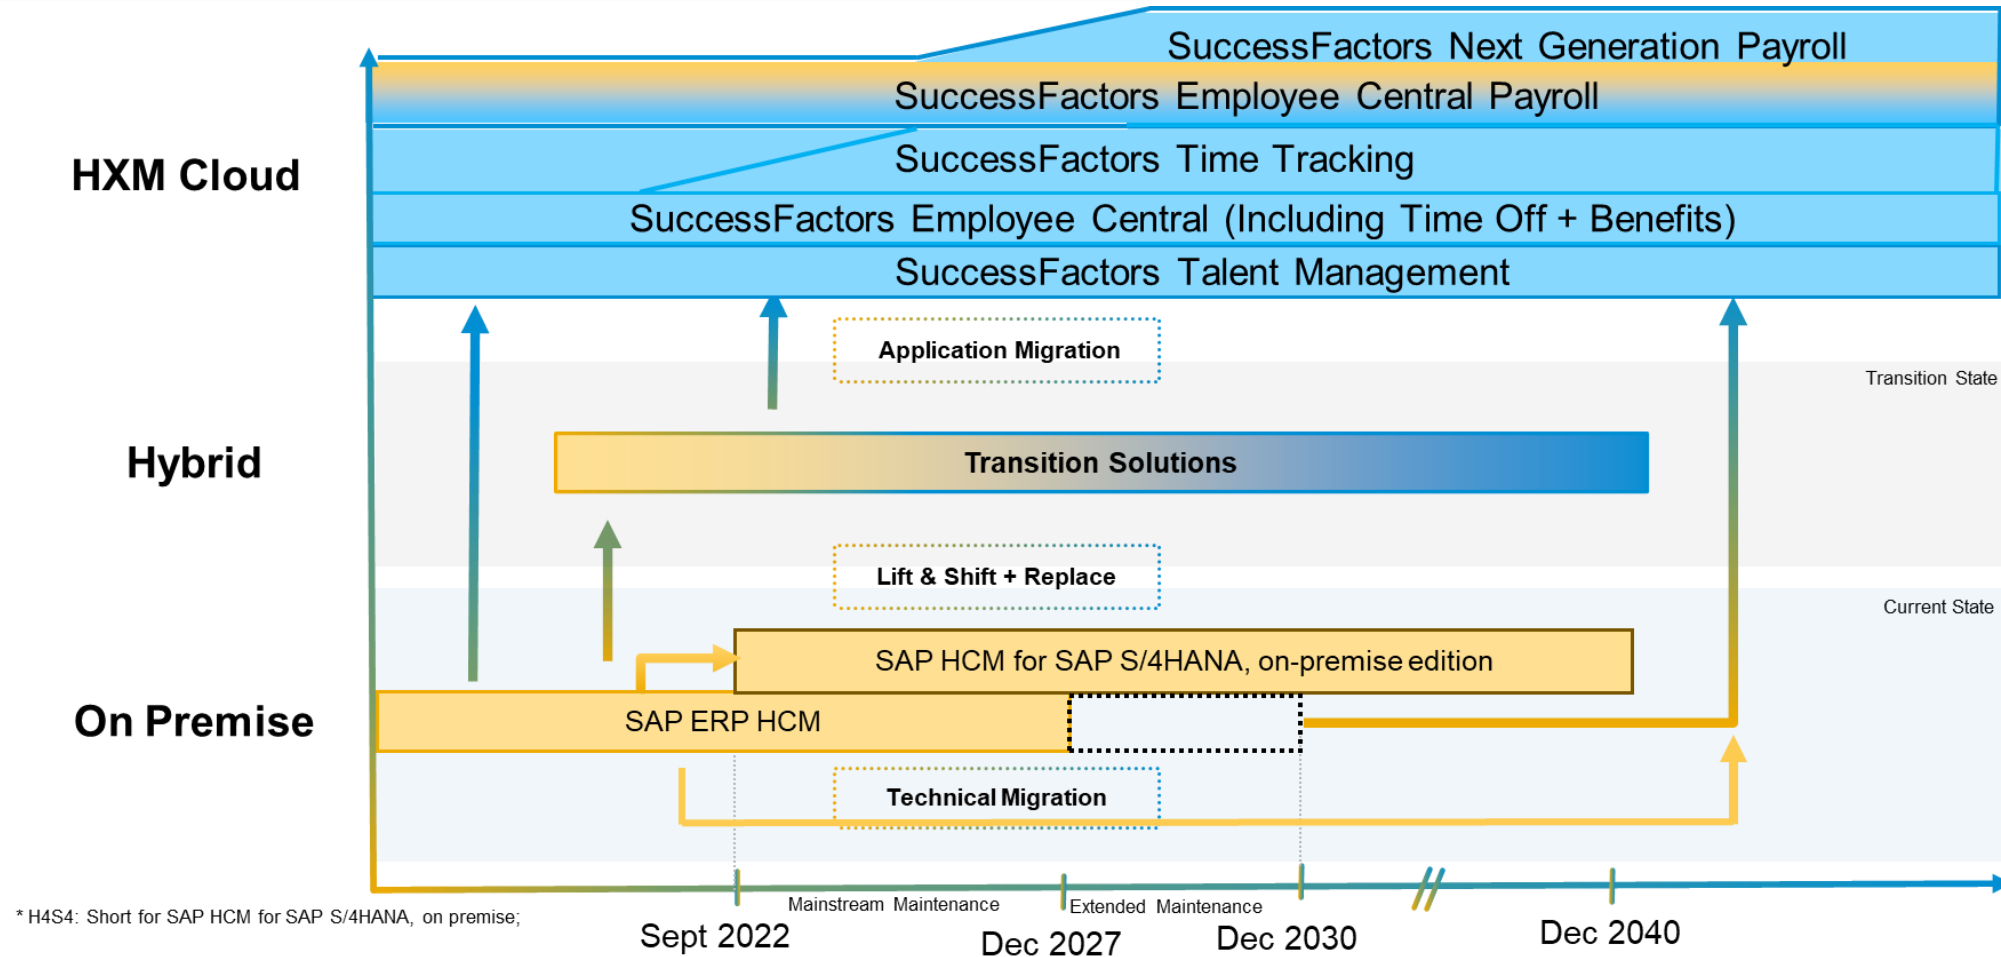 SuccessFactors Next Generation Payroll
SuccessFactors Employee Central Payroll
HXM Cloud
SuccessFactors Time Tracking
SuccessFactors Employee Central (Including Time Off + Benefits)
SuccessFactors Talent Management
Application Migration
Transition State
Hybrid
Transition Solutions
Lift & Shift + Replace
Current State
SAP HCM for SAP S/4HANA, on-premise edition
On Premise
SAP ERP HCM
Technical Migration
Mainstream Maintenance
Extended Maintenance
* H4S4: Short for SAP HCM for SAP S/4HANA, on premise;
Sept 2022
Dec 2027
Dec 2030
Dec 2040